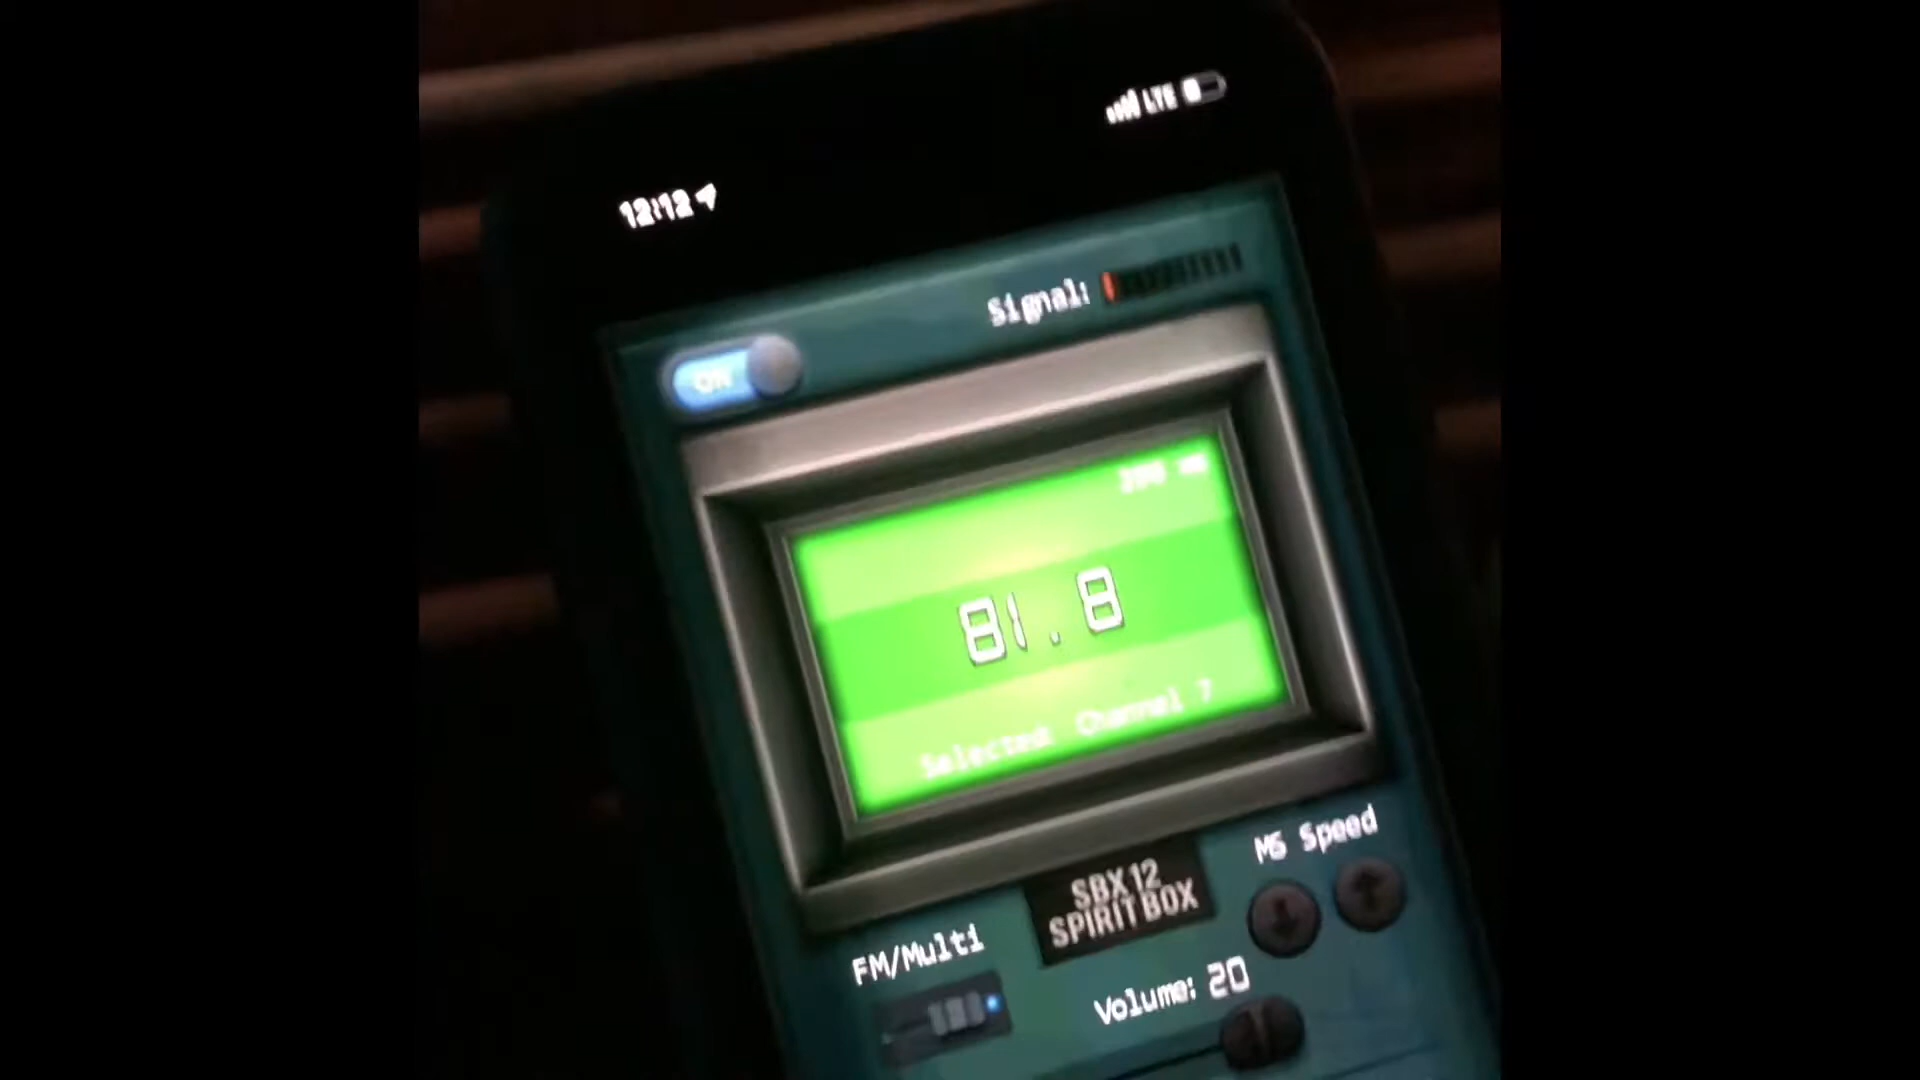 LTE
12:12
Signal:
ON
81.8
Selected: Channel 7
MS Speed
SBX 12
SPIRIT BOX
FM/Multi
Volume: 20